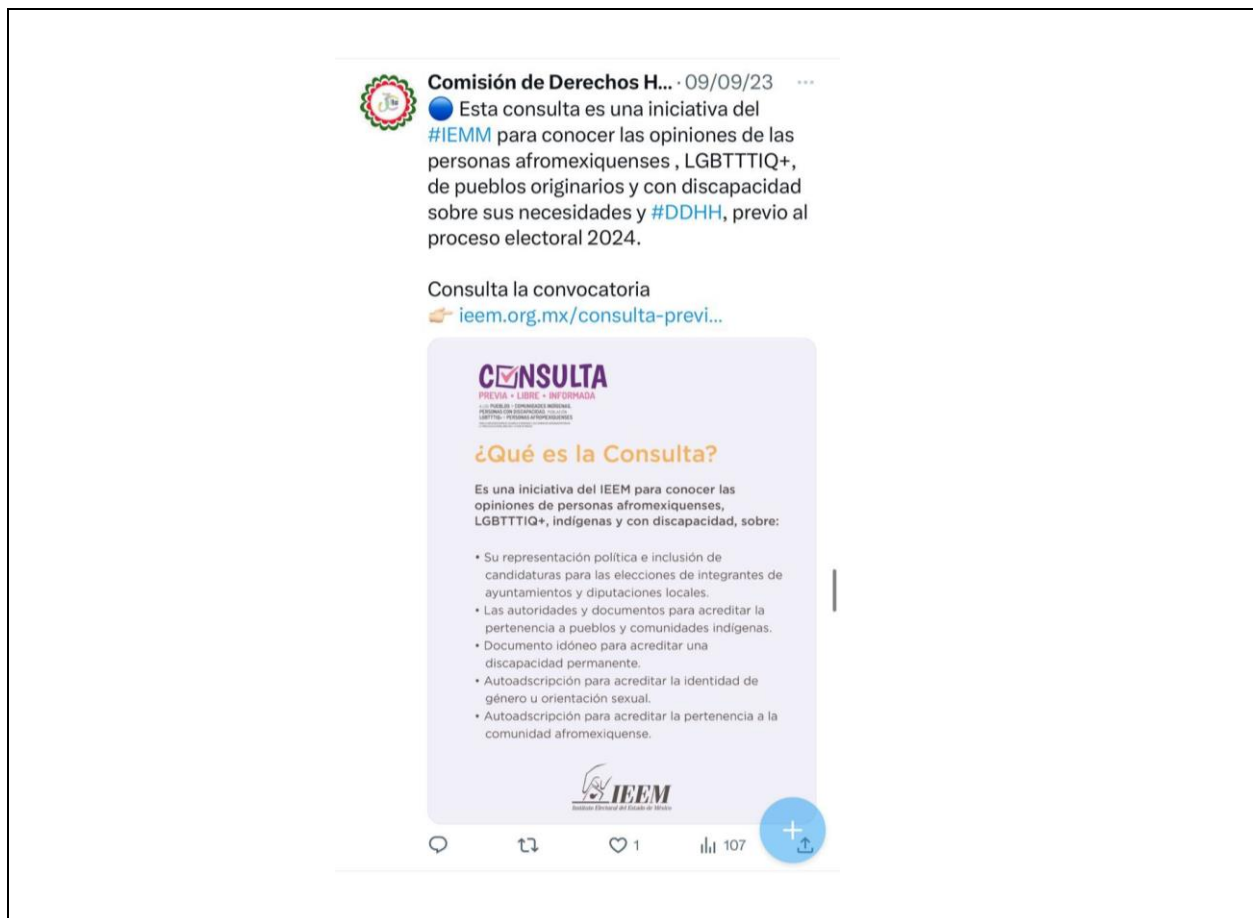 Comisión de Derechos H... · 09/09/23 ...
🔵 Esta consulta es una iniciativa del
#IEMM para conocer las opiniones de las
personas afromexiquenses , LGBTTTIQ+,
de pueblos originarios y con discapacidad
sobre sus necesidades y #DDHH, previo al
proceso electoral 2024.
Consulta la convocatoria
👉🏻 ieem.org.mx/consulta-previ...
CONSULTA
PREVIA • LIBRE • INFORMADA
¿Qué es la Consulta?
Es una iniciativa del IEEM para conocer las
opiniones de personas afromexiquenses,
LGBTTTIQ+, indígenas y con discapacidad, sobre:
• Su representación política e inclusión de
candidaturas para las elecciones de integrantes de
ayuntamientos y diputaciones locales.
• Las autoridades y documentos para acreditar la
pertenencia a pueblos y comunidades indígenas.
• Documento idóneo para acreditar una
discapacidad permanente.
• Autoadscripción para acreditar la identidad de
género u orientación sexual.
• Autoadscripción para acreditar la pertenencia a la
comunidad afromexiquense.
IEEM
Instituto Electoral del Estado de México
1
107